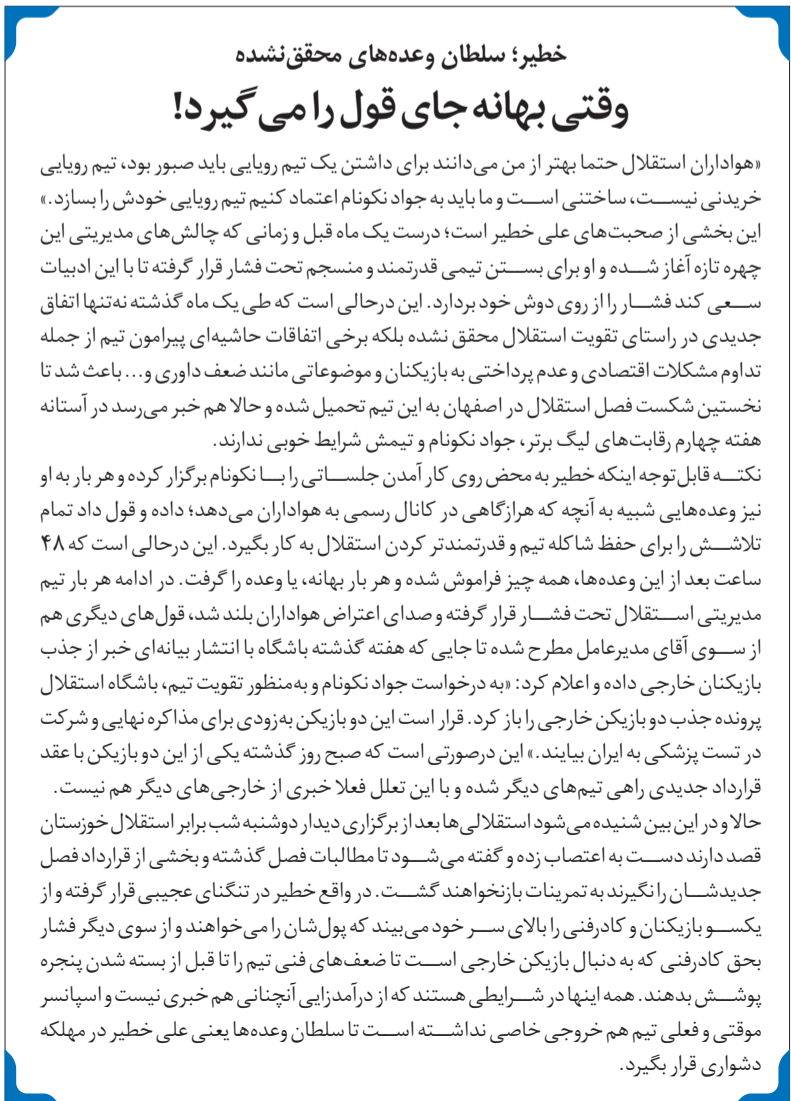 خطیر؛ سلطان وعده‌های محقق‌نشده
وقتی بهانه جای قول را می‌گیرد!
«هواداران استقلال حتما بهتر از من می‌دانند برای داشتن یک تیم رویایی باید صبور بود، تیم رویایی
خریدنی نیست، ساختنی است و ما باید به جواد نکونام اعتماد کنیم تیم رویایی خودش را بسازد.»
این بخشی از صحبت‌های علی خطیر است؛ درست یک ماه قبل و زمانی که چالش‌های مدیریتی این
چهره تازه آغاز شده و او برای بستن تیمی قدرتمند و منسجم تحت فشار قرار گرفته تا با این ادبیات
سعی کند فشار را از روی دوش خود بردارد. این درحالی است که طی یک ماه گذشته نه‌تنها اتفاق
جدیدی در راستای تقویت استقلال محقق نشده بلکه برخی اتفاقات حاشیه‌ای پیرامون تیم از جمله
تداوم مشکلات اقتصادی و عدم پرداختی به بازیکنان و موضوعاتی مانند ضعف داوری و... باعث شد تا
نخستین شکست فصل استقلال در اصفهان به این تیم تحمیل شده و حالا هم خبر می‌رسد در آستانه
هفته چهارم رقابت‌های لیگ برتر، جواد نکونام و تیمش شرایط خوبی ندارند.
نکته قابل‌توجه اینکه خطیر به محض روی کار آمدن جلساتی را با نکونام برگزار کرده و هر بار به او
نیز وعده‌هایی شبیه به آنچه که هرازگاهی در کانال رسمی به هواداران می‌دهد؛ داده و قول داد تمام
تلاشش را برای حفظ شاکله تیم و قدرتمندتر کردن استقلال به کار بگیرد. این درحالی است که ۴۸
ساعت بعد از این وعده‌ها، همه چیز فراموش شده و هر بار بهانه، یا وعده را گرفت. در ادامه هر بار تیم
مدیریتی استقلال تحت فشار قرار گرفته و صدای اعتراض هواداران بلند شد، قول‌های دیگری هم
از سوی آقای مدیرعامل مطرح شده تا جایی که هفته گذشته باشگاه با انتشار بیانه‌ای خبر از جذب
بازیکنان خارجی داده و اعلام کرد: «به درخواست جواد نکونام و به‌منظور تقویت تیم، باشگاه استقلال
پرونده جذب دو بازیکن خارجی را باز کرد. قرار است این دو بازیکن به‌زودی برای مذاکره نهایی و شرکت
در تست پزشکی به ایران بیایند.» این درصورتی است که صبح روز گذشته یکی از این دو بازیکن با عقد
قرارداد جدیدی راهی تیم‌های دیگر شده و با این تعلل فعلا خبری از خارجی‌های دیگر هم نیست.
حالا و در این بین شنیده می‌شود استقلالی‌ها بعد از برگزاری دیدار دوشنبه شب برابر استقلال خوزستان
قصد دارند دست به اعتصاب زده و گفته می‌شود تا مطالبات فصل گذشته و بخشی از قرارداد فصل
جدیدشان را نگیرند به تمرینات بازنخواهند گشت. در واقع خطیر در تنگنای عجیبی قرار گرفته و از
یکسو بازیکنان و کادرفنی را بالای سر خود می‌بیند که پول‌شان را می‌خواهند و از سوی دیگر فشار
بحق کادرفنی که به دنبال بازیکن خارجی است تا ضعف‌های فنی تیم را تا قبل از بسته شدن پنجره
پوشش بدهند. همه اینها در شرایطی هستند که از درآمدزایی آنچنانی هم خبری نیست و اسپانسر
موقتی و فعلی تیم هم خروجی خاصی نداشته است تا سلطان وعده‌ها یعنی علی خطیر در مهلکه
دشواری قرار بگیرد.